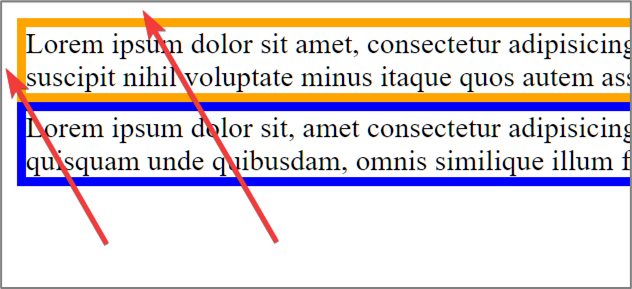 Lorem ipsum dolor sit amet, consectetur adipisicing
suscipit nihil voluptate minus itaque quos autem ass
Lorem ipsum dolor sit, amet consectetur adipisicing
quisquam unde quibusdam, omnis similique illum f